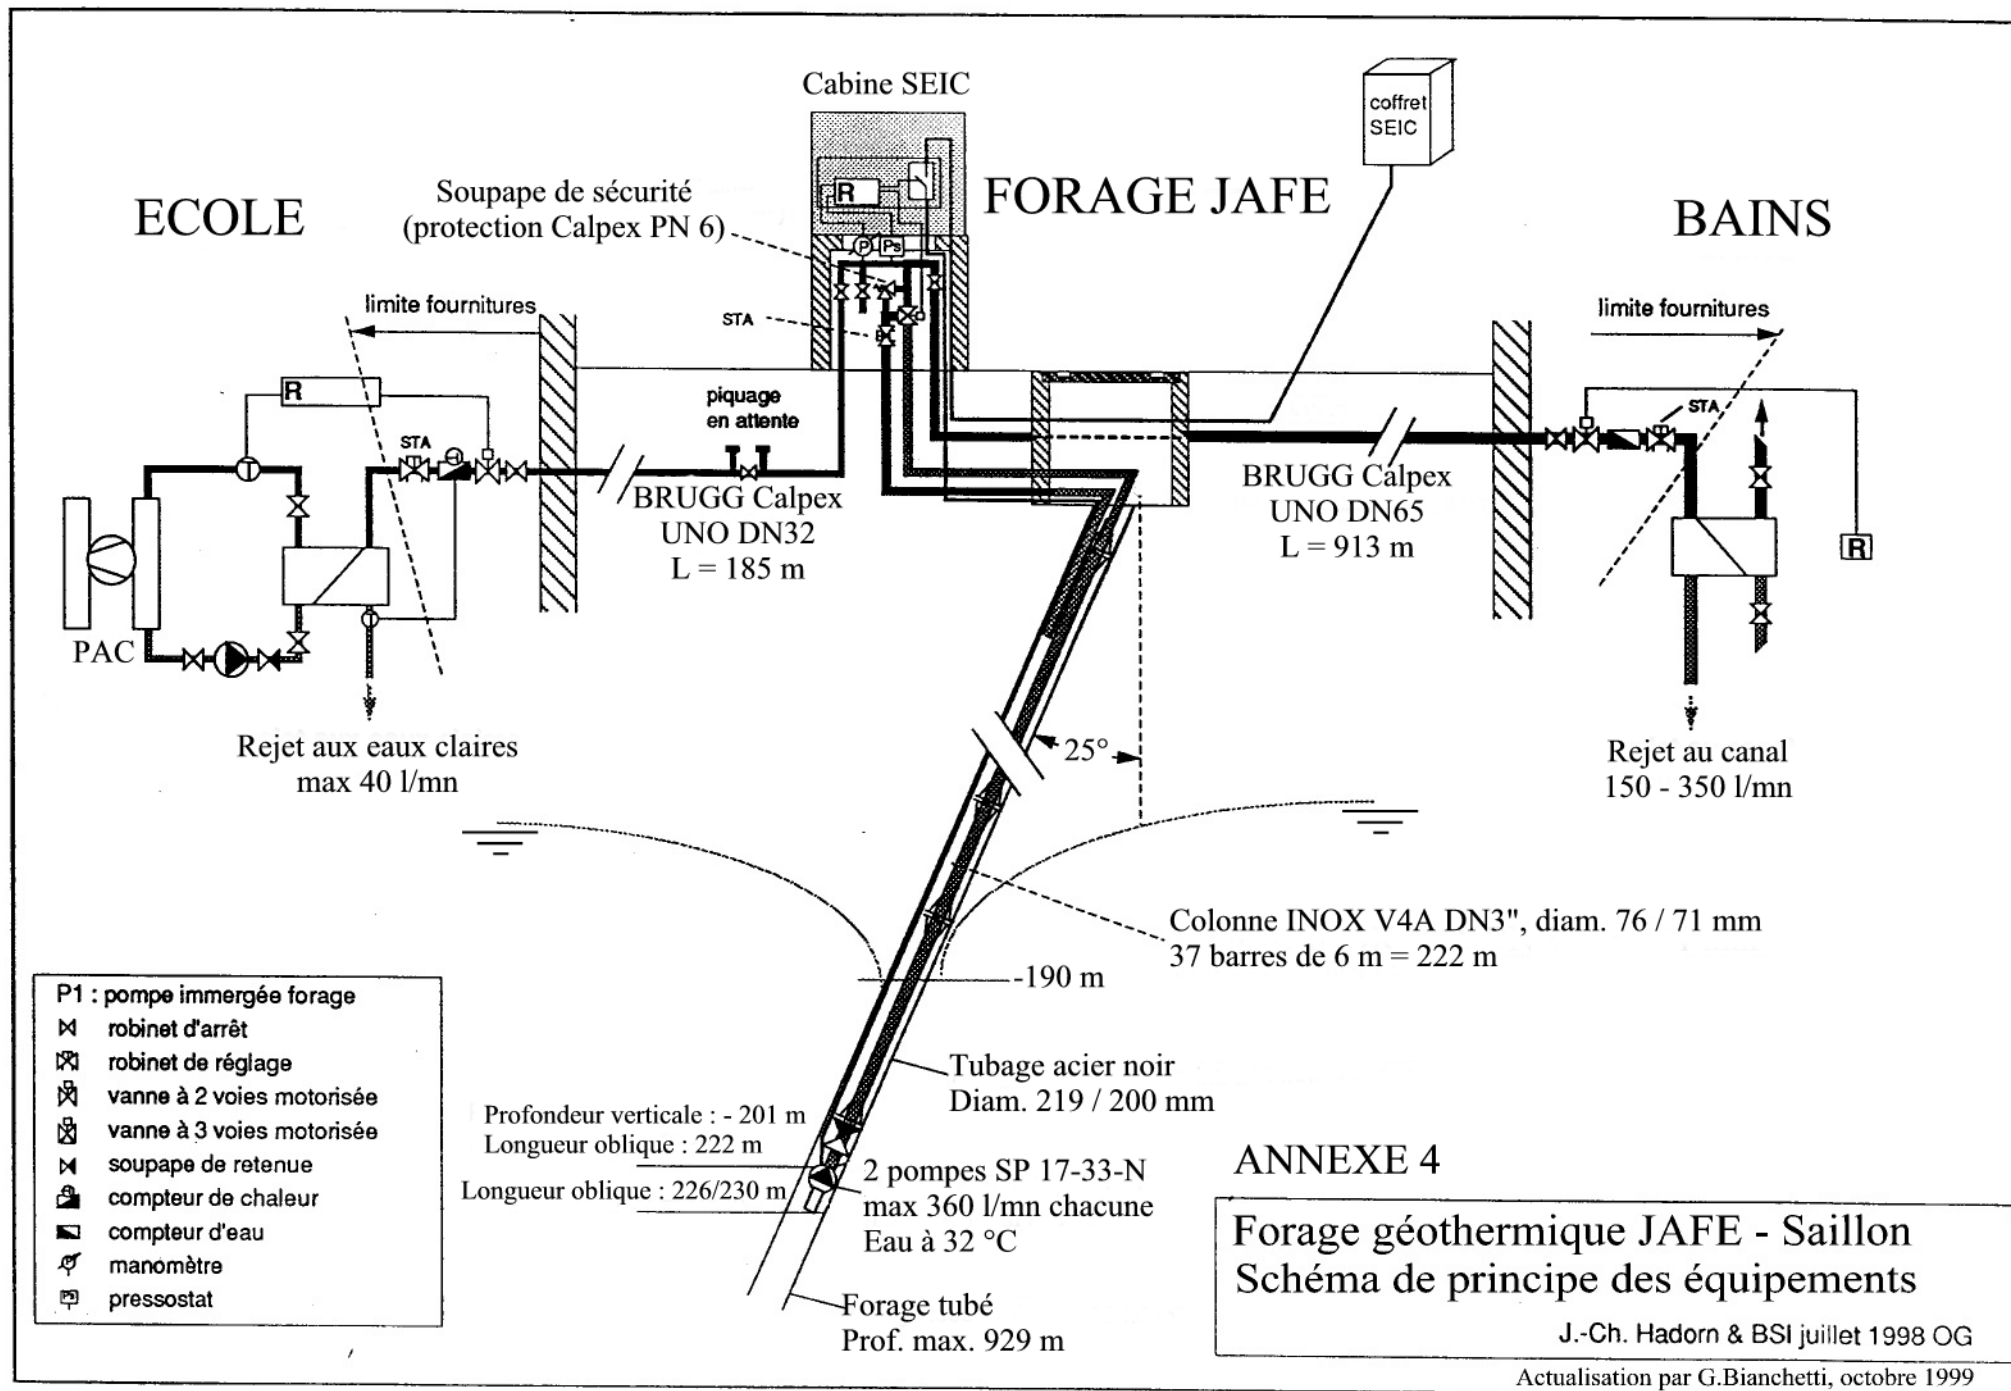 Cabine SEIC
coffret
SEIC
R
P
Ps
Soupape de sécurité
(protection Calpex PN 6)
FORAGE JAFE
ECOLE
BAINS
limite fournitures
STA
limite fournitures
R
STA
piquage
en attente
STA
T
BRUGG Calpex
UNO DN32
L = 185 m
BRUGG Calpex
UNO DN65
L = 913 m
R
T
PAC
Rejet aux eaux claires
max 40 l/mn
25°
Rejet au canal
150 - 350 l/mn
Colonne INOX V4A DN3", diam. 76 / 71 mm
37 barres de 6 m = 222 m
-190 m
P1 : pompe immergée forage
robinet d'arrêt
robinet de réglage
vanne à 2 voies motorisée
vanne à 3 voies motorisée
soupape de retenue
compteur de chaleur
compteur d'eau
manomètre
Ps pressostat
Tubage acier noir
Diam. 219 / 200 mm
Profondeur verticale : - 201 m
Longueur oblique : 222 m
Longueur oblique : 226/230 m
2 pompes SP 17-33-N
max 360 l/mn chacune
Eau à 32 °C
Forage tubé
Prof. max. 929 m
ANNEXE 4
Forage géothermique JAFE - Saillon
Schéma de principe des équipements
J.-Ch. Hadorn & BSI juillet 1998 OG
Actualisation par G.Bianchetti, octobre 1999